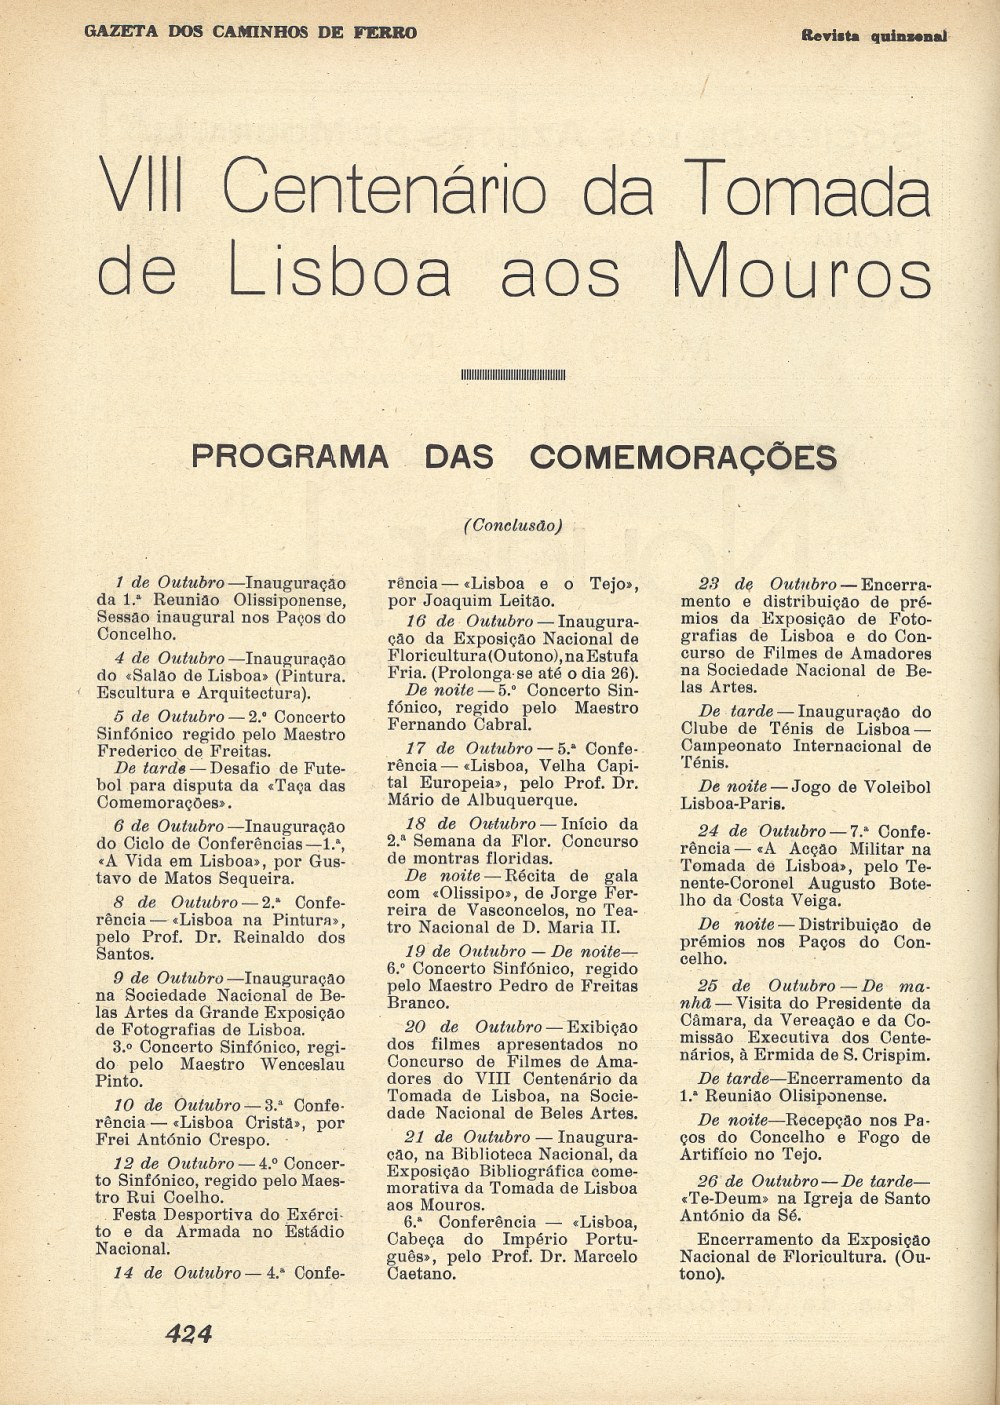 GAZETA DOS CAMINHOS DE FERRO
Revista quinzenal
VIII Centenário da Tomada
de Lisboa aos Mouros
PROGRAMA DAS COMEMORAÇÕES
(Conclusão)
1 de Outubro—Inauguração
da 1.ª Reunião Olissiponense,
Sessão inaugural nos Paços do
Concelho.
4 de Outubro—Inauguração
do «Salão de Lisboa» (Pintura.
Escultura e Arquitectura).
5 de Outubro—2.º Concerto
Sinfónico regido pelo Maestro
Frederico de Freitas.
De tarde—Desafio de Fute-
bol para disputa da «Taça das
Comemorações».
6 de Outubro—Inauguração
do Ciclo de Conferências—1.ª,
«A Vida em Lisboa», por Gus-
tavo de Matos Sequeira.
8 de Outubro—2.ª Confe-
rência—«Lisboa na Pintura»,
pelo Prof. Dr. Reinaldo dos
Santos.
9 de Outubro—Inauguração
na Sociedade Nacional de Be-
las Artes da Grande Exposição
de Fotografias de Lisboa.
3.º Concerto Sinfónico, regi-
do pelo Maestro Wenceslau
Pinto.
10 de Outubro—3.ª Confe-
rência—«Lisboa Cristã», por
Frei António Crespo.
12 de Outubro—4.º Concer-
to Sinfónico, regido pelo Maes-
tro Rui Coelho.
Festa Desportiva do Exérci-
to e da Armada no Estádio
Nacional.
14 de Outubro—4.ª Confe-
rência—«Lisboa e o Tejo»,
por Joaquim Leitão.
16 de Outubro—Inaugura-
ção da Exposição Nacional de
Floricultura (Outono), na Estufa
Fria. (Prolonga-se até o dia 26).
De noite—5.º Concerto Sin-
fónico, regido pelo Maestro
Fernando Cabral.
17 de Outubro—5.ª Confe-
rência—«Lisboa, Velha Capi-
tal Europeia», pelo Prof. Dr.
Mário de Albuquerque.
18 de Outubro—Início da
2.ª Semana da Flor. Concurso
de montras floridas.
De noite—Récita de gala
com «Olissipo», de Jorge Fer-
reira de Vasconcelos, no Tea-
tro Nacional de D. Maria II.
19 de Outubro—De noite—
6.º Concerto Sinfónico, regido
pelo Maestro Pedro de Freitas
Branco.
20 de Outubro—Exibição
dos filmes apresentados no
Concurso de Filmes de Ama-
dores do VIII Centenário da
Tomada de Lisboa, na Socie-
dade Nacional de Beles Artes.
21 de Outubro—Inaugura-
ção, na Biblioteca Nacional, da
Exposição Bibliográfica come-
morativa da Tomada de Lisboa
aos Mouros.
6.ª Conferência — «Lisboa,
Cabeça do Império Portu-
guês», pelo Prof. Dr. Marcelo
Caetano.
23 de Outubro—Encerra-
mento e distribuição de pré-
mios da Exposição de Foto-
grafias de Lisboa e do Con-
curso de Filmes de Amadores
na Sociedade Nacional de Be-
las Artes.
De tarde—Inauguração do
Clube de Ténis de Lisboa—
Campeonato Internacional de
Ténis.
De noite—Jogo de Voleibol
Lisboa-Paris.
24 de Outubro—7.ª Confe-
rência—«A Acção Militar na
Tomada de Lisboa», pelo Te-
nente-Coronel Augusto Bote-
lho da Costa Veiga.
De noite—Distribuição de
prémios nos Paços do Con-
celho.
25 de Outubro—De ma-
nhã—Visita do Presidente da
Câmara, da Vereação e da Co-
missão Executiva dos Cente-
nários, à Ermida de S. Crispim.
De tarde—Encerramento da
1.ª Reunião Olisiponense.
De noite—Recepção nos Pa-
ços do Concelho e Fogo de
Artifício no Tejo.
26 de Outubro—De tarde—
«Te-Deum» na Igreja de Santo
António da Sé.
Encerramento da Exposição
Nacional de Floricultura. (Ou-
tono).
424